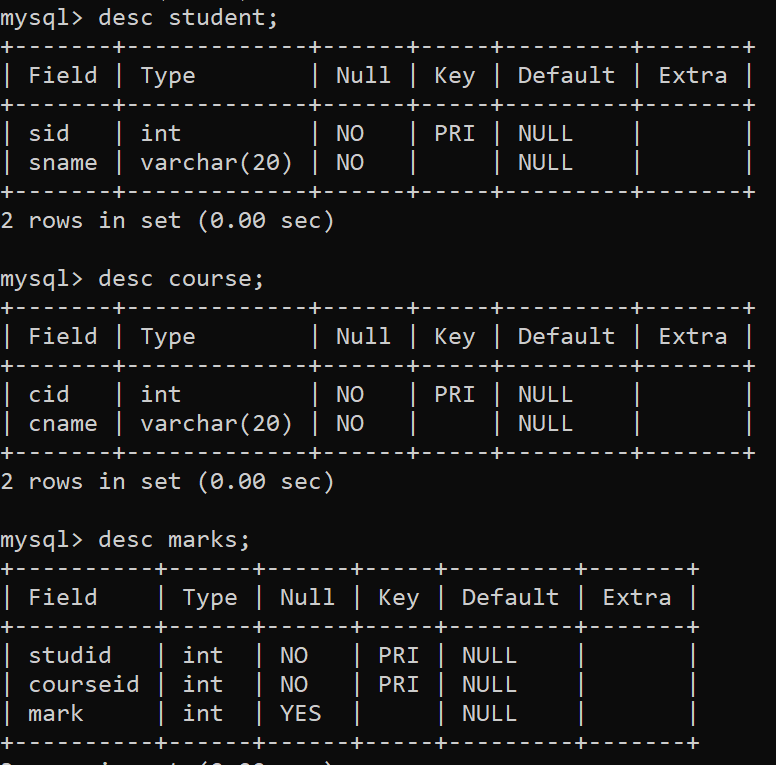 mysql> desc student;
+-------+-------------+------+-----+---------+-------+
| Field | Type        | Null | Key | Default | Extra |
+-------+-------------+------+-----+---------+-------+
| sid   | int         | NO   | PRI | NULL    |       |
| sname | varchar(20) | NO   |     | NULL    |       |
+-------+-------------+------+-----+---------+-------+
2 rows in set (0.00 sec)

mysql> desc course;
+-------+-------------+------+-----+---------+-------+
| Field | Type        | Null | Key | Default | Extra |
+-------+-------------+------+-----+---------+-------+
| cid   | int         | NO   | PRI | NULL    |       |
| cname | varchar(20) | NO   |     | NULL    |       |
+-------+-------------+------+-----+---------+-------+
2 rows in set (0.00 sec)

mysql> desc marks;
+----------+------+------+-----+---------+-------+
| Field    | Type | Null | Key | Default | Extra |
+----------+------+------+-----+---------+-------+
| studid   | int  | NO   | PRI | NULL    |       |
| courseid | int  | NO   | PRI | NULL    |       |
| mark     | int  | YES  |     | NULL    |       |
+----------+------+------+-----+---------+-------+